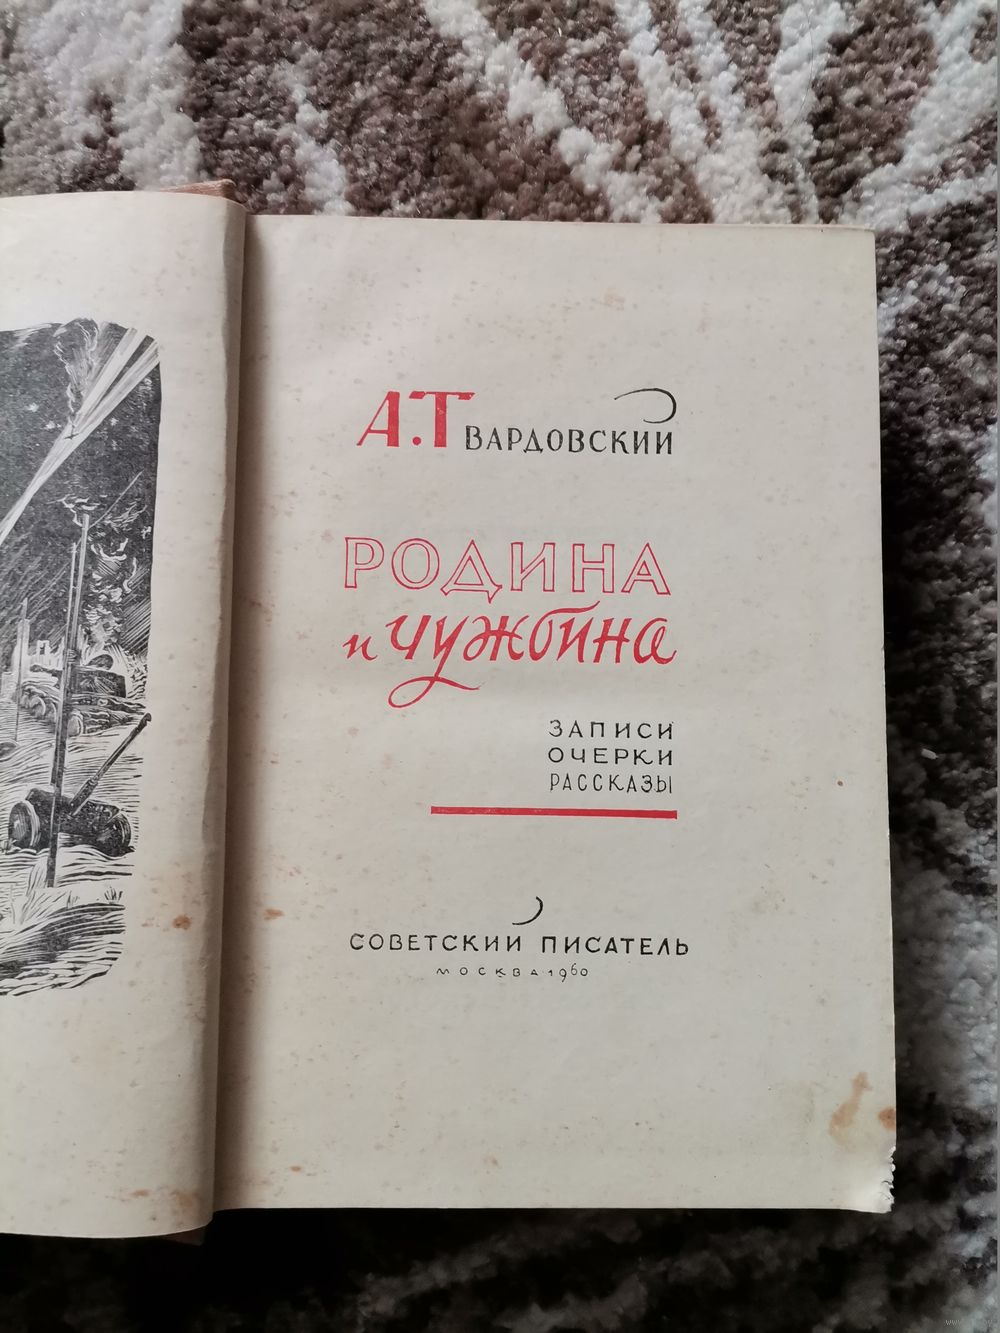 А. ТВАРДОВСКИЙ
РОДИНА
и чужбина
ЗАПИСИ
ОЧЕРКИ
РАССКАЗЫ
СОВЕТСКИЙ ПИСАТЕЛЬ
МОСКВА·1960